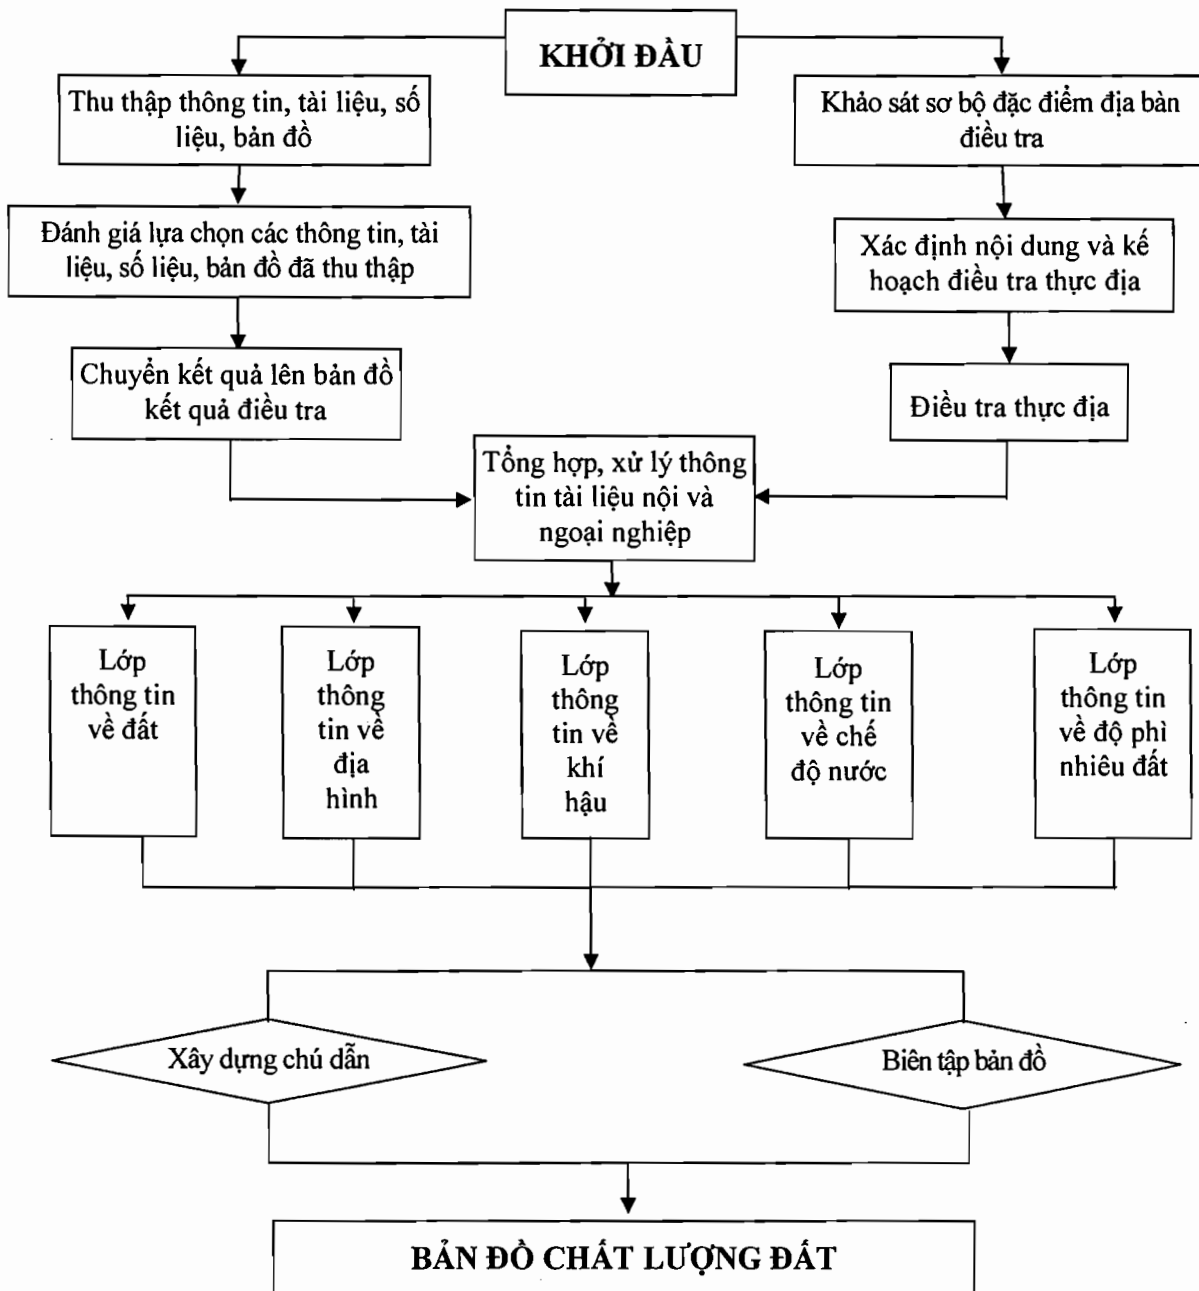 KHỞI ĐẦU
Thu thập thông tin, tài liệu, số
liệu, bản đồ
Khảo sát sơ bộ đặc điểm địa bàn
điều tra
Đánh giá lựa chọn các thông tin, tài
liệu, số liệu, bản đồ đã thu thập
Xác định nội dung và kế
hoạch điều tra thực địa
Chuyển kết quả lên bản đồ
kết quả điều tra
Điều tra thực địa
Tổng hợp, xử lý thông
tin tài liệu nội và
ngoại nghiệp
Lớp
thông tin
về đất
Lớp
thông
tin về
địa
hình
Lớp
thông
tin về
khí
hậu
Lớp
thông tin
về chế
độ nước
Lớp
thông tin
về độ phì
nhiêu đất
Xây dựng chú dẫn
Biên tập bản đồ
BẢN ĐỒ CHẤT LƯỢNG ĐẤT